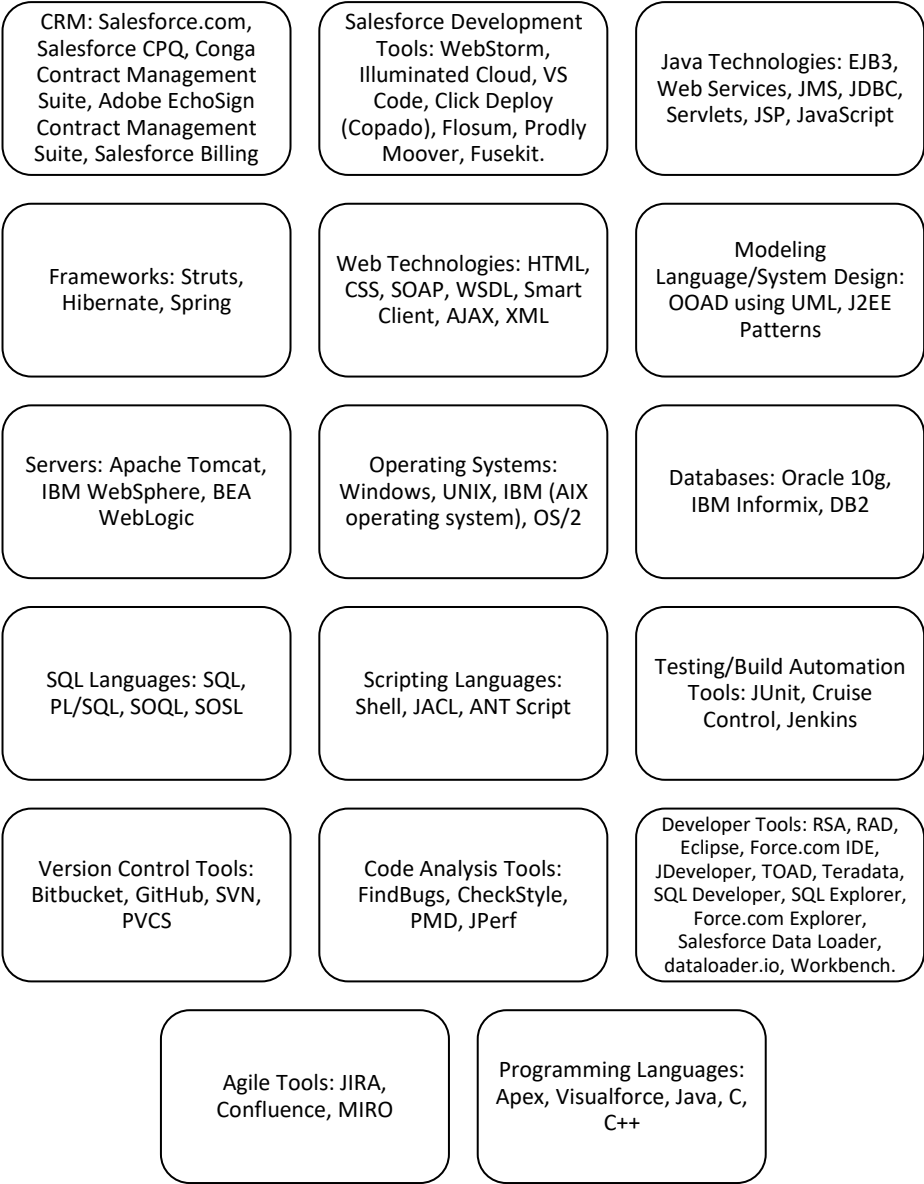 CRM: Salesforce.com,
Salesforce CPQ, Conga
Contract Management
Suite, Adobe EchoSign
Contract Management
Suite, Salesforce Billing
Salesforce Development
Tools: WebStorm,
Illuminated Cloud, VS
Code, Click Deploy
(Copado), Flosum, Prodly
Moover, Fusekit.
Java Technologies: EJB3,
Web Services, JMS, JDBC,
Servlets, JSP, JavaScript
Frameworks: Struts,
Hibernate, Spring
Web Technologies: HTML,
CSS, SOAP, WSDL, Smart
Client, AJAX, XML
Modeling
Language/System Design:
OOAD using UML, J2EE
Patterns
Servers: Apache Tomcat,
IBM WebSphere, BEA
WebLogic
Operating Systems:
Windows, UNIX, IBM (AIX
operating system), OS/2
Databases: Oracle 10g,
IBM Informix, DB2
SQL Languages: SQL,
PL/SQL, SOQL, SOSL
Scripting Languages:
Shell, JACL, ANT Script
Testing/Build Automation
Tools: JUnit, Cruise
Control, Jenkins
Version Control Tools:
Bitbucket, GitHub, SVN,
PVCS
Code Analysis Tools:
FindBugs, CheckStyle,
PMD, JPerf
Developer Tools: RSA, RAD,
Eclipse, Force.com IDE,
JDeveloper, TOAD, Teradata,
SQL Developer, SQL Explorer,
Force.com Explorer,
Salesforce Data Loader,
dataloader.io, Workbench.
Agile Tools: JIRA,
Confluence, MIRO
Programming Languages:
Apex, Visualforce, Java, C,
C++